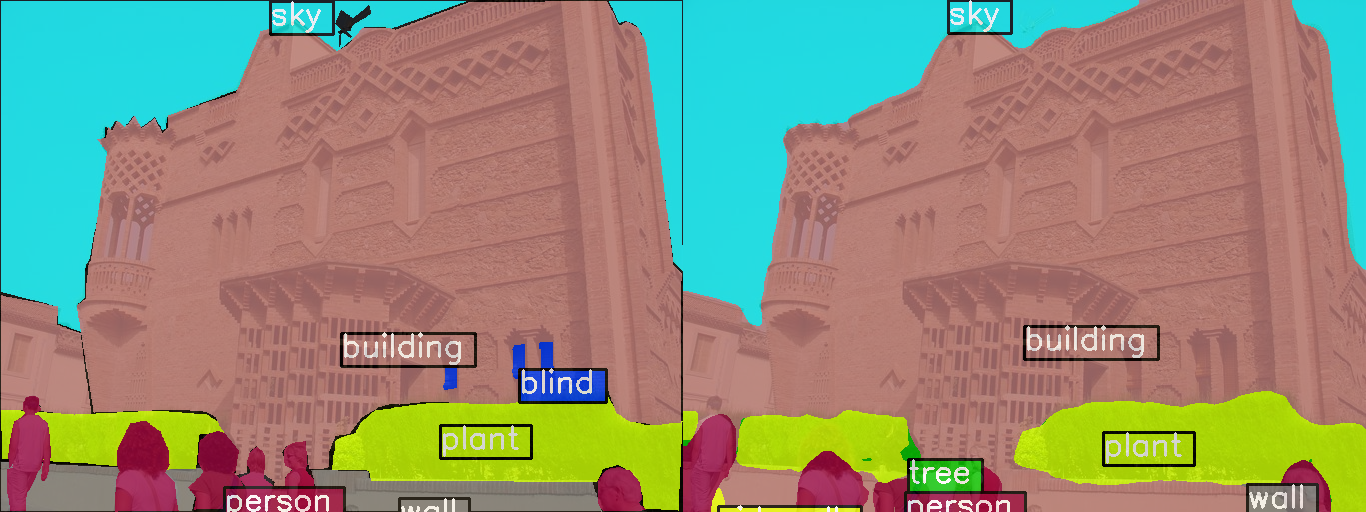 sky
sky
building
building
blind
plant
plant
tree
person
person
wall
wall